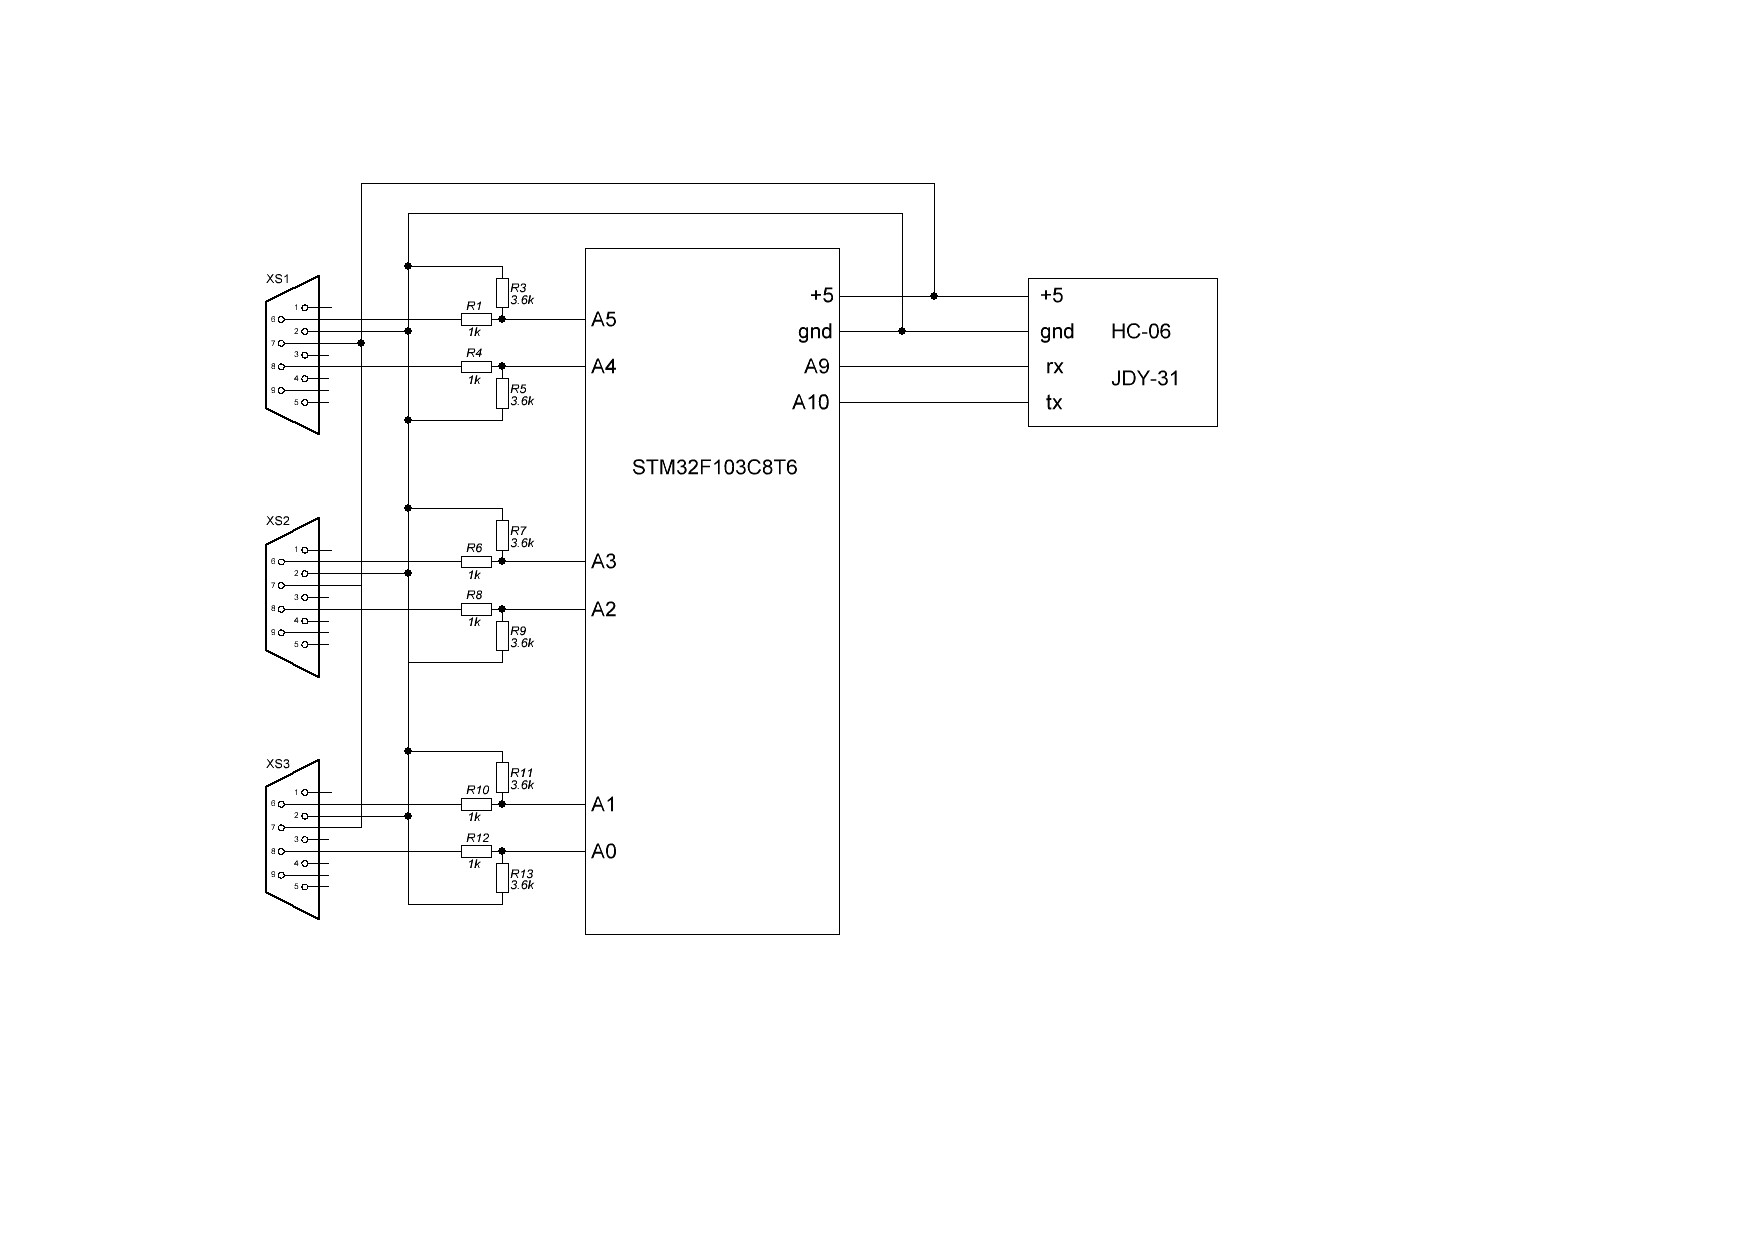 XS1
1
6
2
7
3
8
4
9
5
R3
3.6k
R1
1k
R4
1k
R5
3.6k
A5
A4
+5
gnd
A9
A10
+5
gnd
rx
tx
HC-06
JDY-31
STM32F103C8T6
XS2
1
6
2
7
3
8
4
9
5
R7
3.6k
R6
1k
R8
1k
R9
3.6k
A3
A2
XS3
1
6
2
7
3
8
4
9
5
R11
3.6k
R10
1k
R12
1k
R13
3.6k
A1
A0